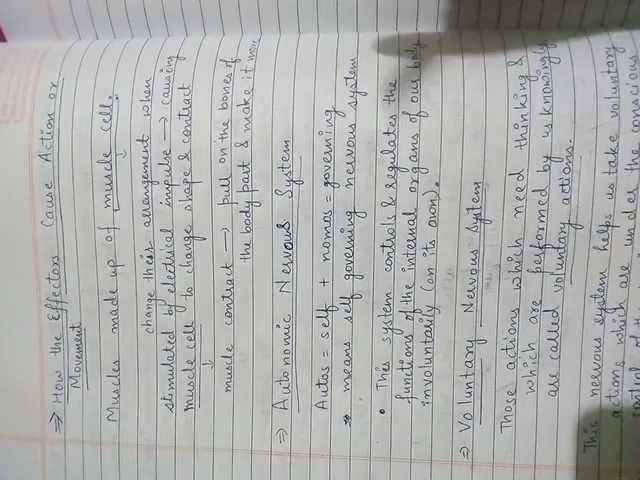 ⇒ How the Effectors Cause Action or
Movement
Muscles made up of muscle cell.
↓
change their arrangement when
stimulated by electrical impulse → causing
muscle cell to change shape & contract
↓
muscle contract → pull on the bones of
the body part & make it move
⇒ Autonomic Nervous System
Autos = self + nomos = governing
means self governing nervous system
• This system controls & regulates the
functions of the internal organs of our body
involuntarily (on its own).
⇒ Voluntary Nervous System
Those actions which need thinking &
which are performed by us knowingly
are called voluntary actions.
This nervous system helps us take voluntary
actions which are under the conscious